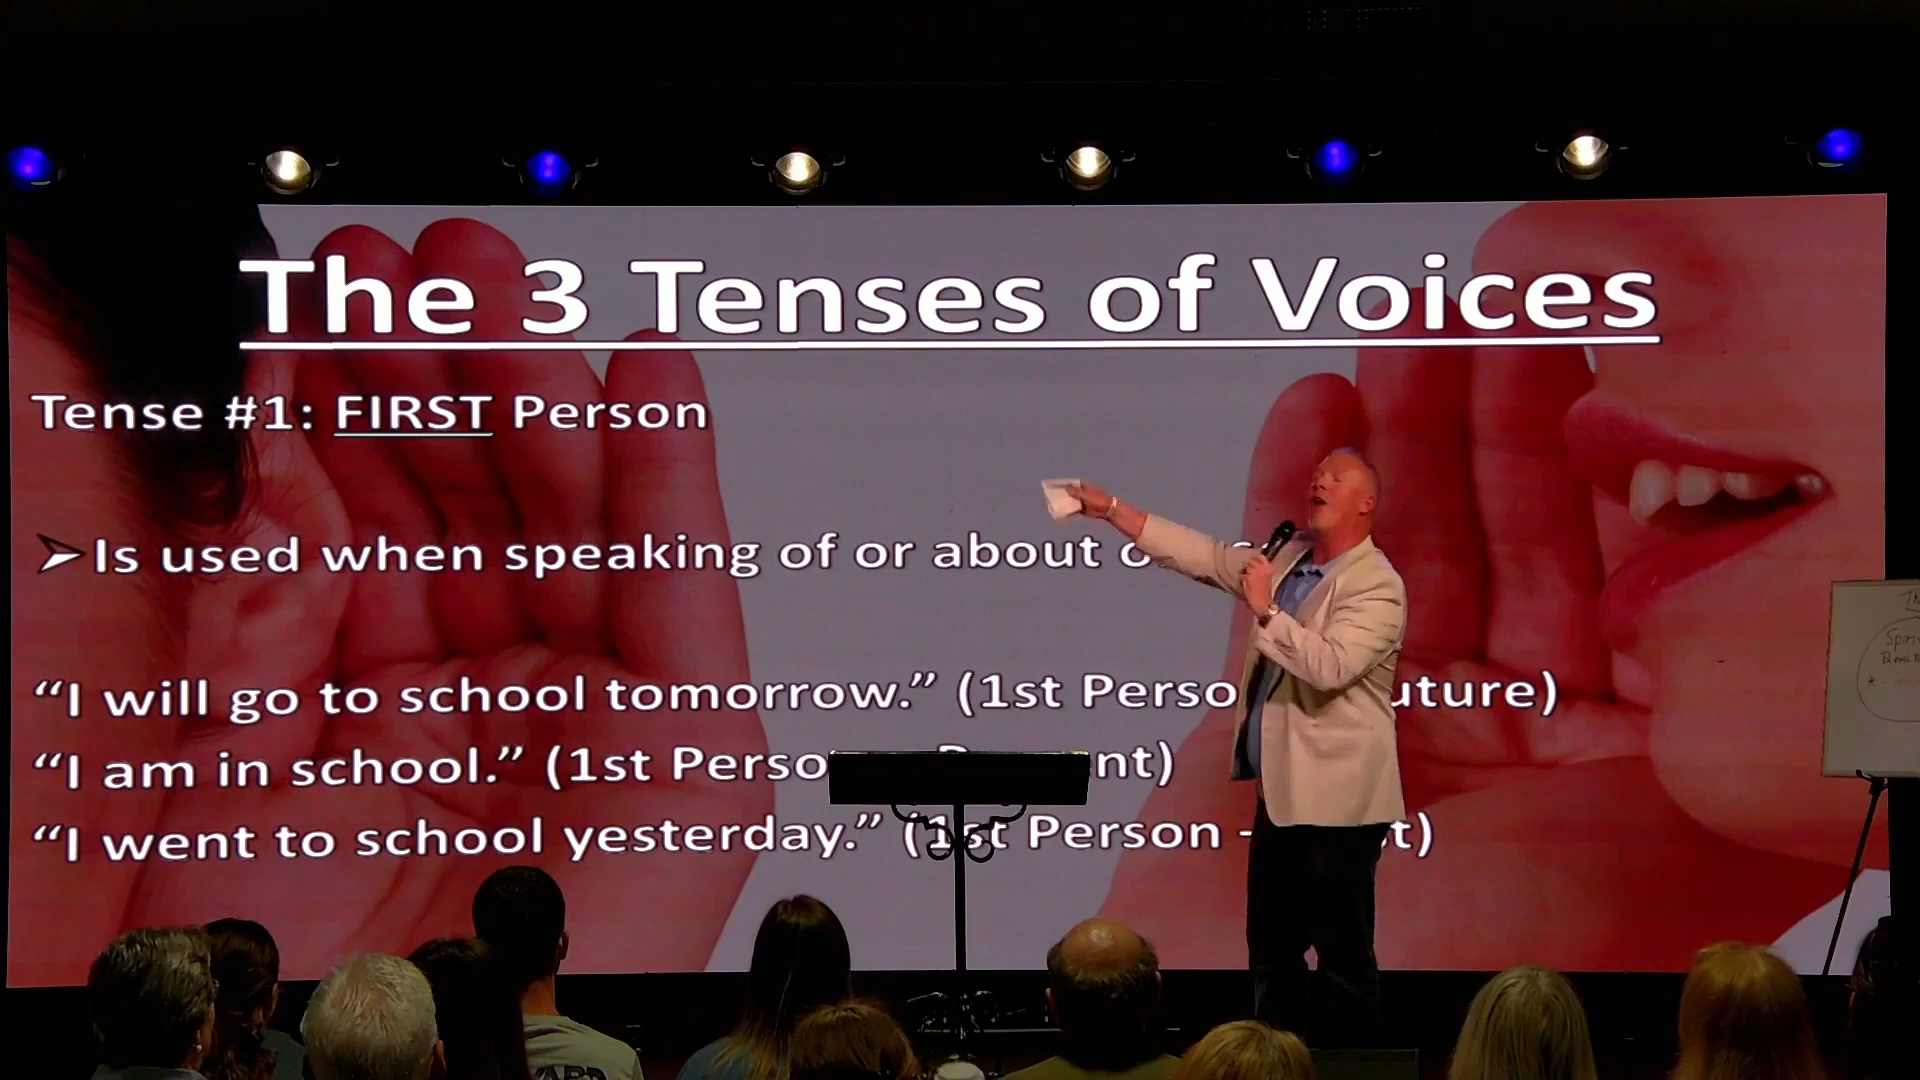 The 3 Tenses of Voices
Tense #1: FIRST Person
➢Is used when speaking of or about
“I will go to school tomorrow.” (1st Perso uture)
“I am in school.” (1st Perso nt)
“I went to school yesterday.” (1st Person - t)